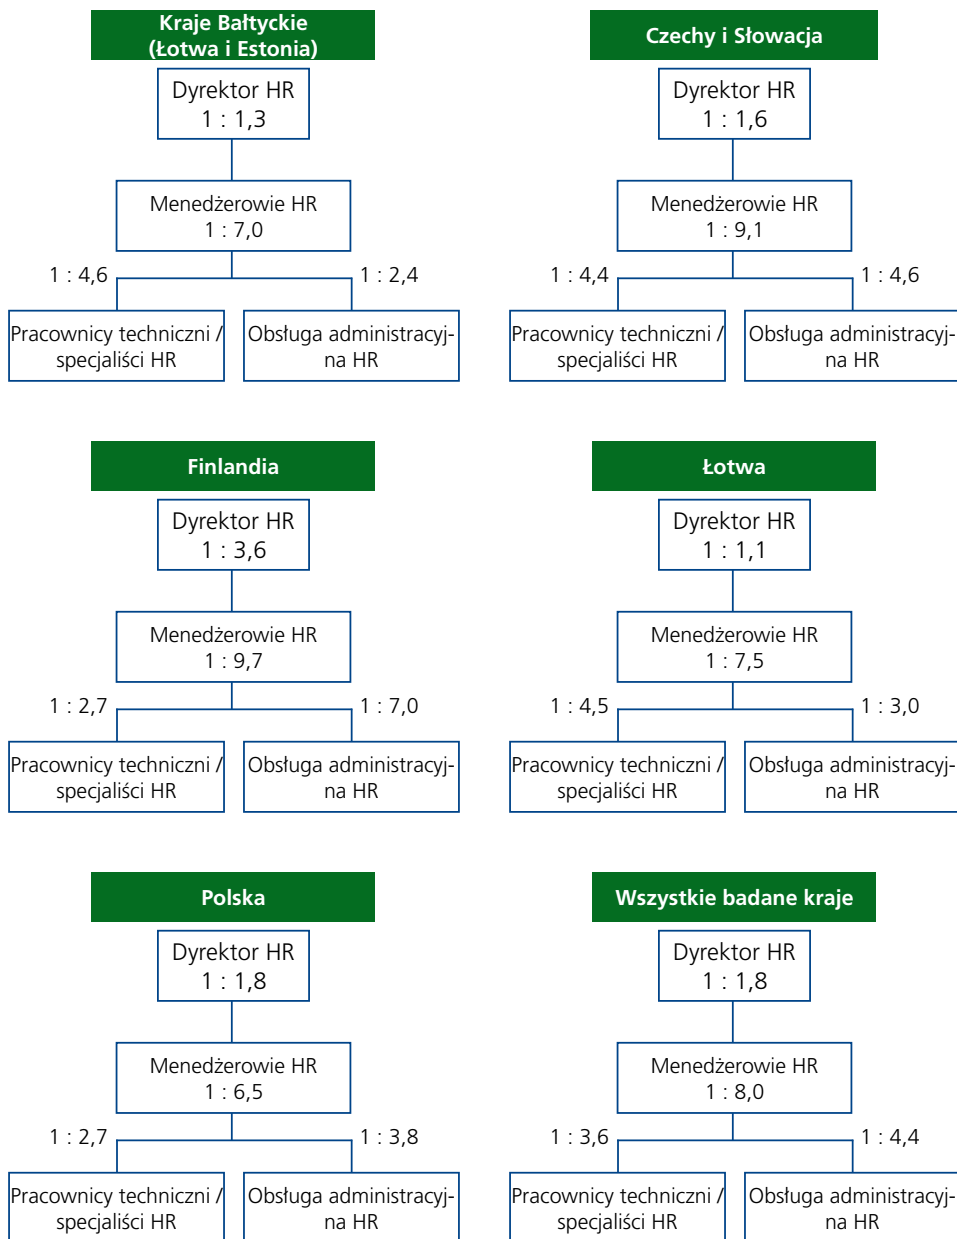 Kraje Bałtyckie
(Łotwa i Estonia)
Dyrektor HR
1 : 1,3
Menedżerowie HR
1 : 7,0
1 : 4,6
1 : 2,4
Pracownicy techniczni /
specjaliści HR
Obsługa administracyj-
na HR
Czechy i Słowacja
Dyrektor HR
1 : 1,6
Menedżerowie HR
1 : 9,1
1 : 4,4
1 : 4,6
Pracownicy techniczni /
specjaliści HR
Obsługa administracyj-
na HR
Finlandia
Dyrektor HR
1 : 3,6
Menedżerowie HR
1 : 9,7
1 : 2,7
1 : 7,0
Pracownicy techniczni /
specjaliści HR
Obsługa administracyj-
na HR
Łotwa
Dyrektor HR
1 : 1,1
Menedżerowie HR
1 : 7,5
1 : 4,5
1 : 3,0
Pracownicy techniczni /
specjaliści HR
Obsługa administracyj-
na HR
Polska
Dyrektor HR
1 : 1,8
Menedżerowie HR
1 : 6,5
1 : 2,7
1 : 3,8
Pracownicy techniczni /
specjaliści HR
Obsługa administracyj-
na HR
Wszystkie badane kraje
Dyrektor HR
1 : 1,8
Menedżerowie HR
1 : 8,0
1 : 3,6
1 : 4,4
Pracownicy techniczni /
specjaliści HR
Obsługa administracyj-
na HR